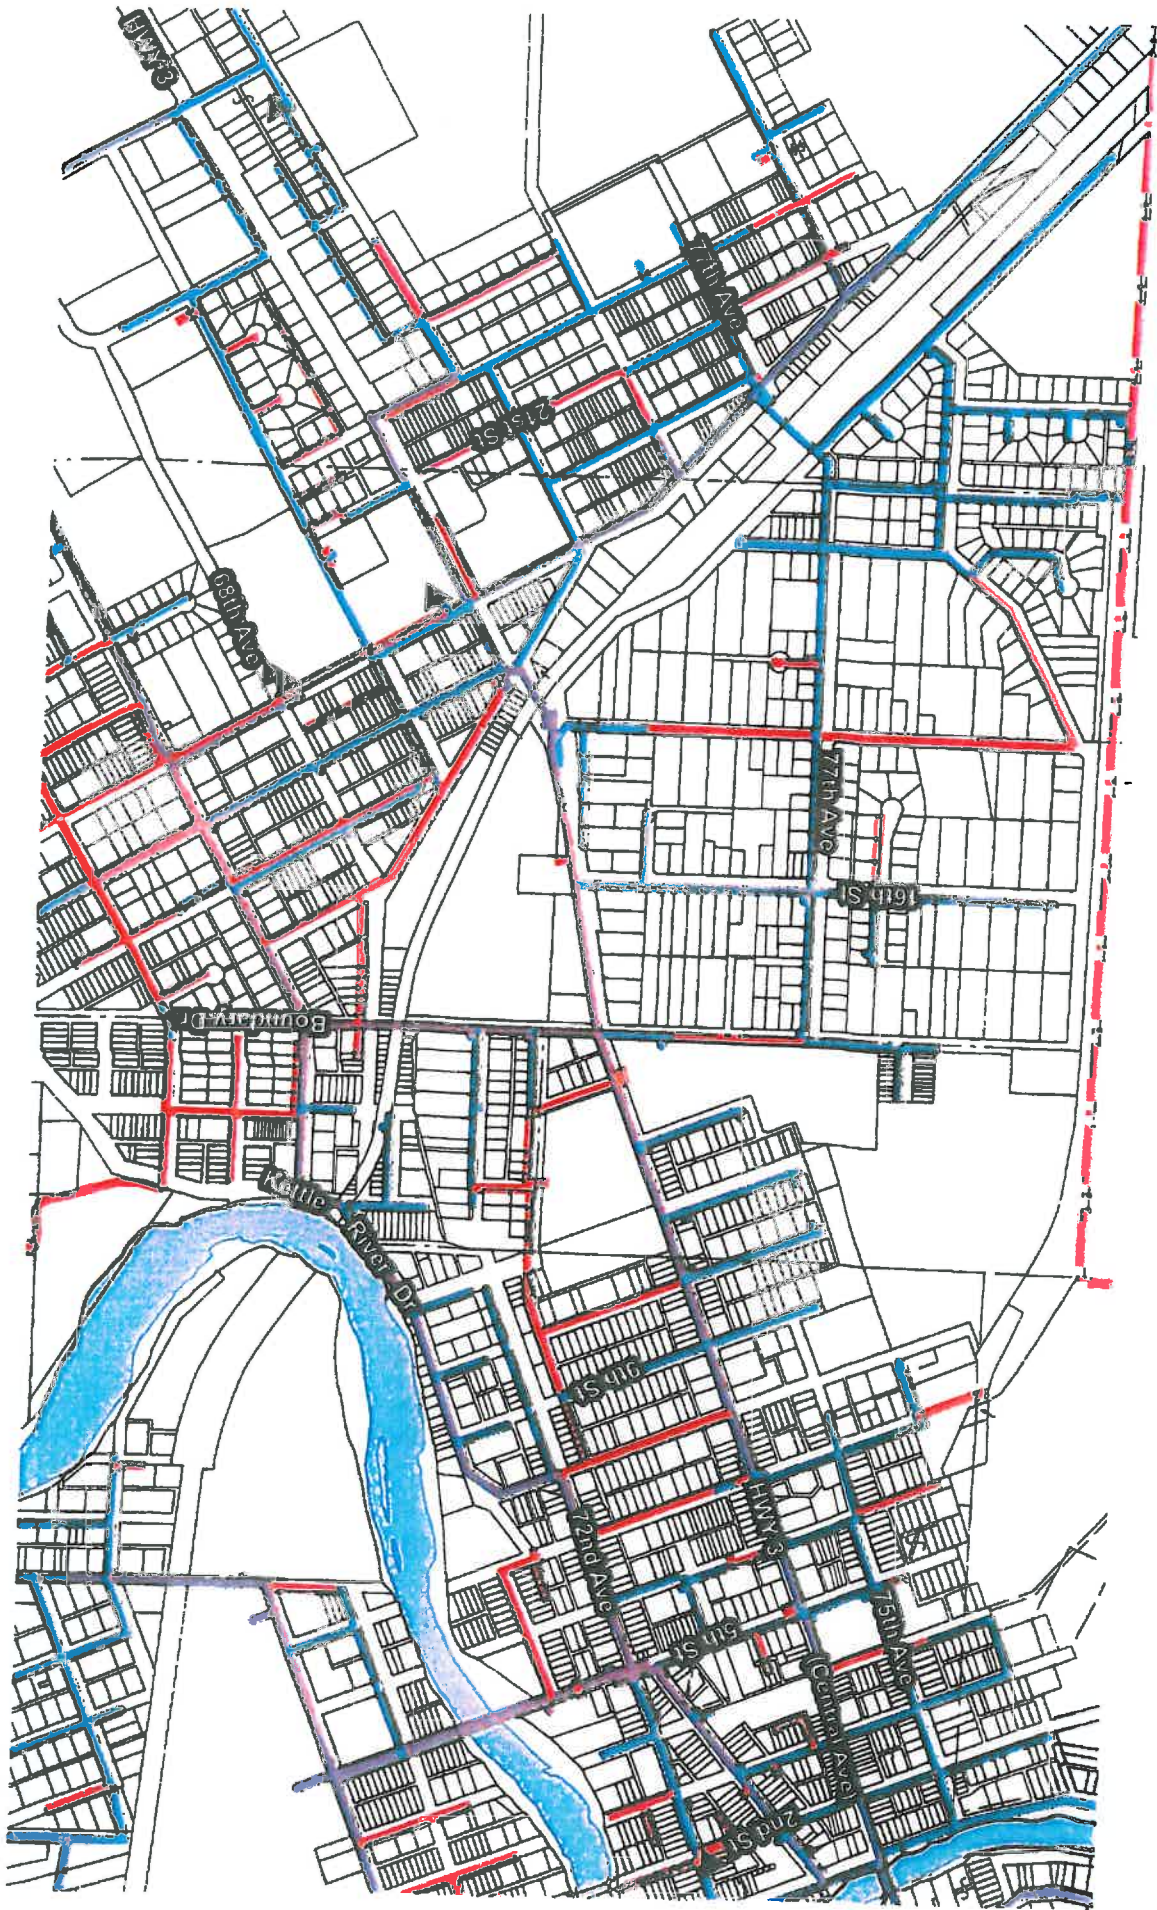 HWY 3
77th Ave
21st St
68th Ave
77th Ave
16th St
Boundary Dr
Kettle River Dr
9th St
HWY 3
72nd Ave
75th Ave
5th St
(Central Ave)
2nd St